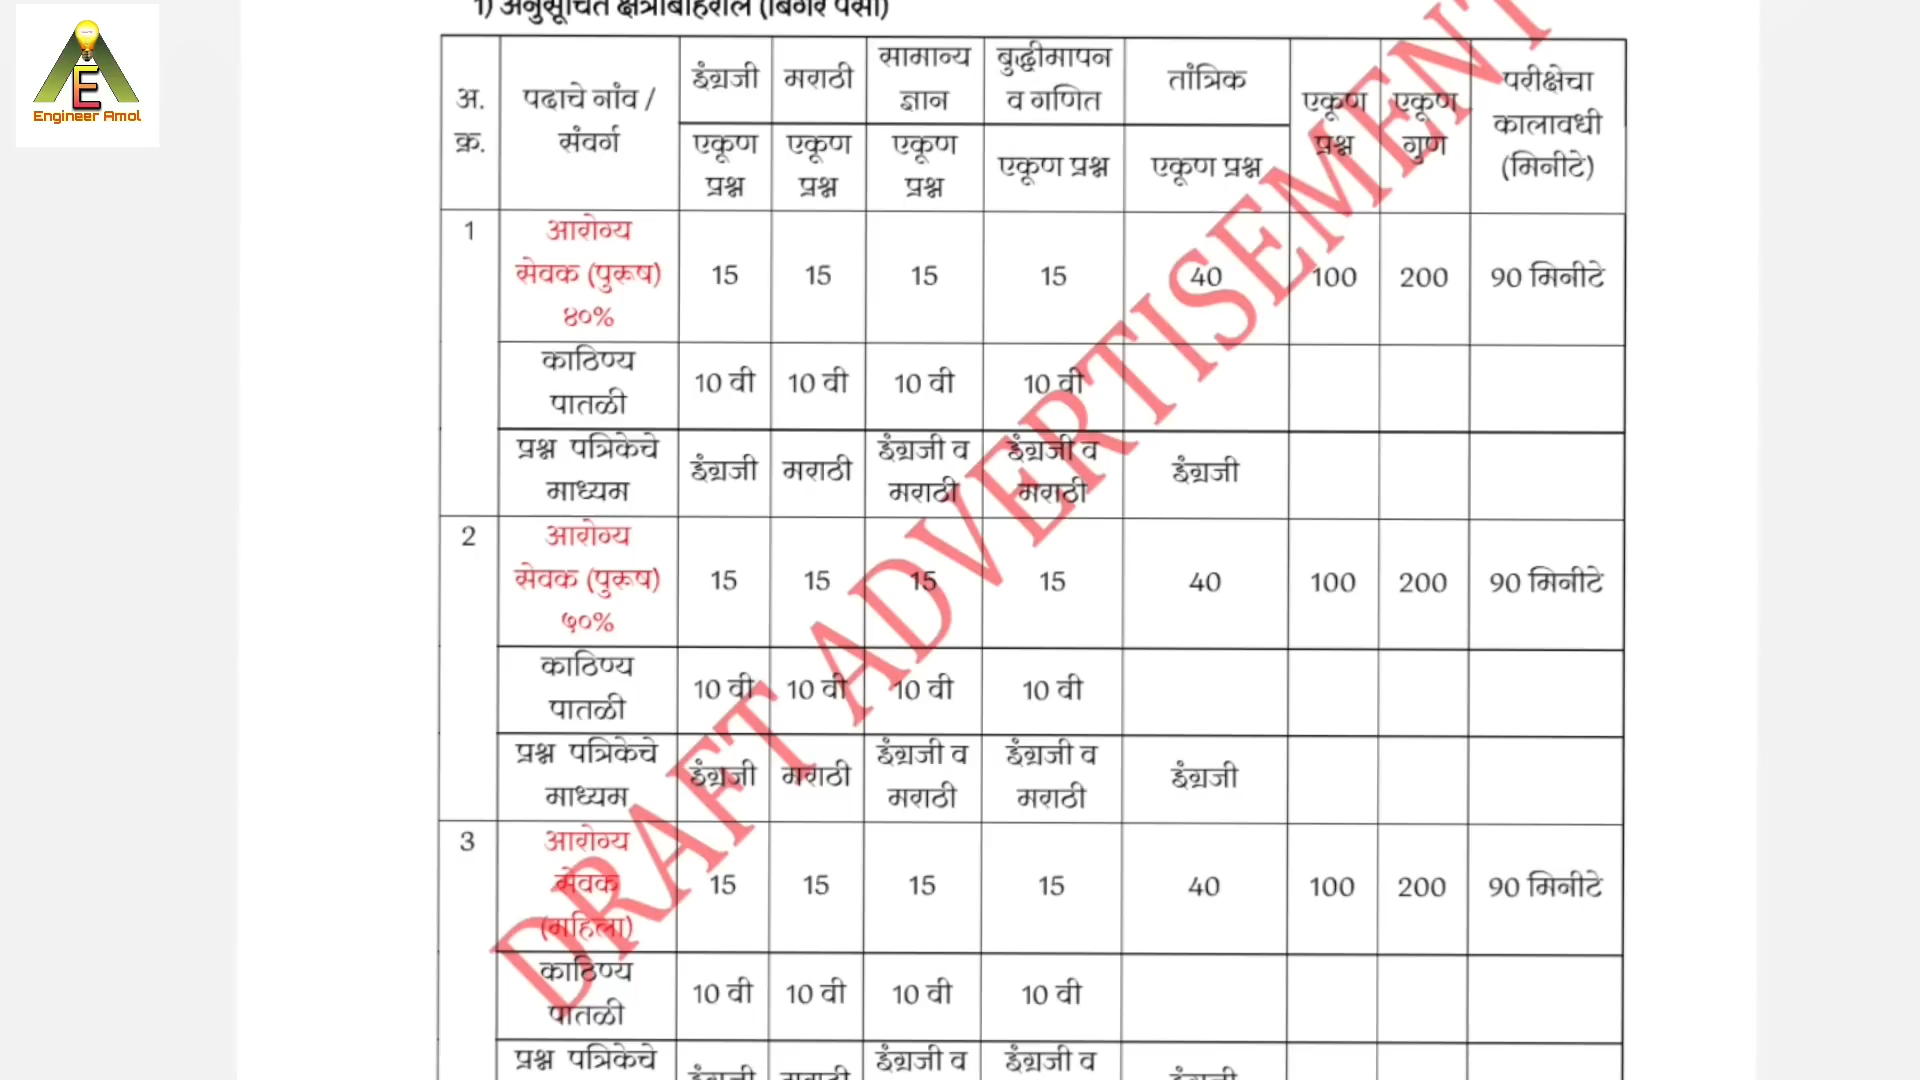 Engineer Amol
1) अनुसूचित क्षेत्राबाहेरील (बिगर पेसा)
अ. क्र. | पदाचे नांव / संवर्ग | इंग्रजी | मराठी | सामान्य ज्ञान | बुद्धीमापन व गणित | तांत्रिक | एकूण प्रश्न | एकूण गुण | परीक्षेचा कालावधी (मिनीटे)
एकूण प्रश्न | एकूण प्रश्न | एकूण प्रश्न | एकूण प्रश्न | एकूण प्रश्न
1 | आरोग्य सेवक (पुरूष) ४०% | 15 | 15 | 15 | 15 | 40 | 100 | 200 | 90 मिनीटे
काठिण्य पातळी | 10 वी | 10 वी | 10 वी | 10 वी
प्रश्न पत्रिकेचे माध्यम | इंग्रजी | मराठी | इंग्रजी व मराठी | इंग्रजी व मराठी | इंग्रजी
2 | आरोग्य सेवक (पुरूष) ५०% | 15 | 15 | 15 | 15 | 40 | 100 | 200 | 90 मिनीटे
काठिण्य पातळी | 10 वी | 10 वी | 10 वी | 10 वी
प्रश्न पत्रिकेचे माध्यम | इंग्रजी | मराठी | इंग्रजी व मराठी | इंग्रजी व मराठी | इंग्रजी
3 | आरोग्य सेवक (महिला) | 15 | 15 | 15 | 15 | 40 | 100 | 200 | 90 मिनीटे
काठिण्य पातळी | 10 वी | 10 वी | 10 वी | 10 वी
प्रश्न पत्रिकेचे | इंग्रजी | मराठी | इंग्रजी व | इंग्रजी व | इंग्रजी
DRAFT ADVERTISEMENT